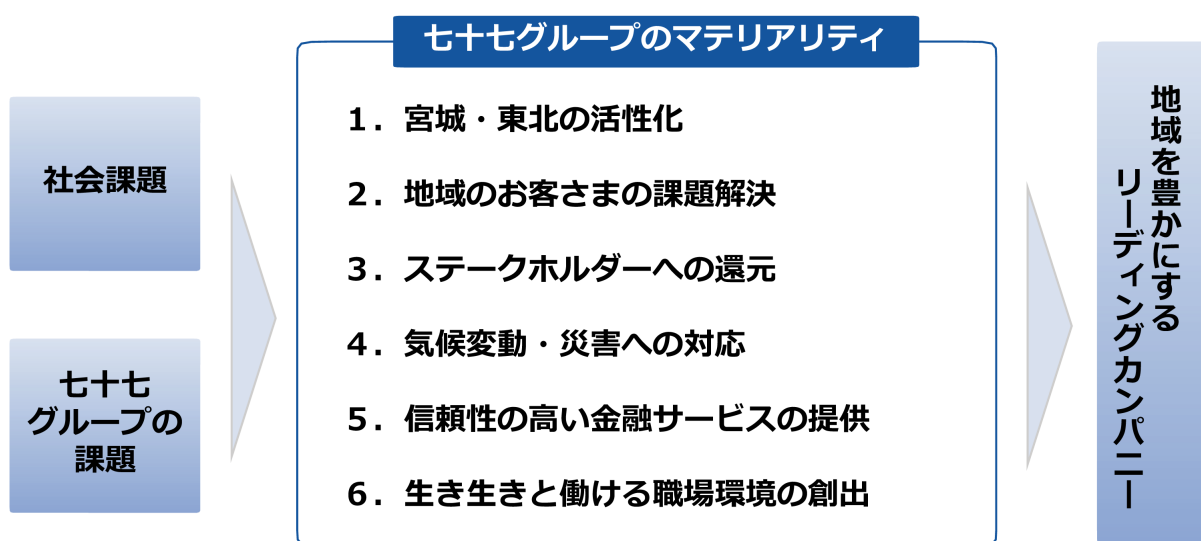 社会課題
七十七
グループの
課題
七十七グループのマテリアリティ
1．宮城・東北の活性化
2．地域のお客さまの課題解決
3．ステークホルダーへの還元
4．気候変動・災害への対応
5．信頼性の高い金融サービスの提供
6．生き生きと働ける職場環境の創出
地域を豊かにする
リーディングカンパニー